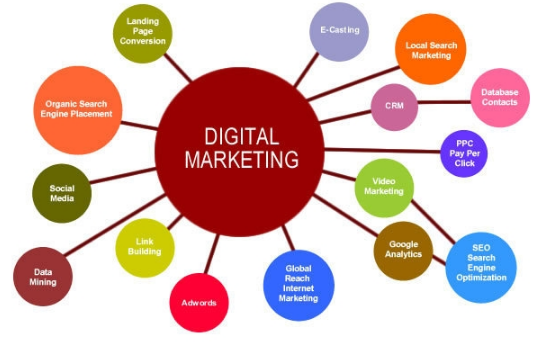 Landing
Page
Conversion
E-Casting
Local Search
Marketing
Organic Search
Engine Placement
CRM
Database
Contacts
DIGITAL
MARKETING
PPC
Pay Per
Click
Social
Media
Video
Marketing
Link
Building
Google
Analytics
SEO
Search
Engine
Optimization
Data
Mining
Adwords
Global
Reach
Internet
Marketing